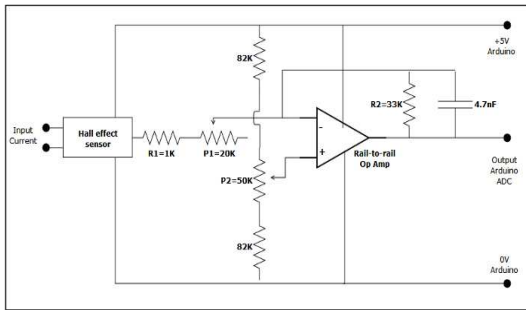 +5V
Arduino
82K
R2=33K
4.7nF
Input
Current
Hall effect
sensor
R1=1K
P1=20K
-
+
Rail-to-rail
Op Amp
P2=50K
Output
Arduino
ADC
82K
0V
Arduino